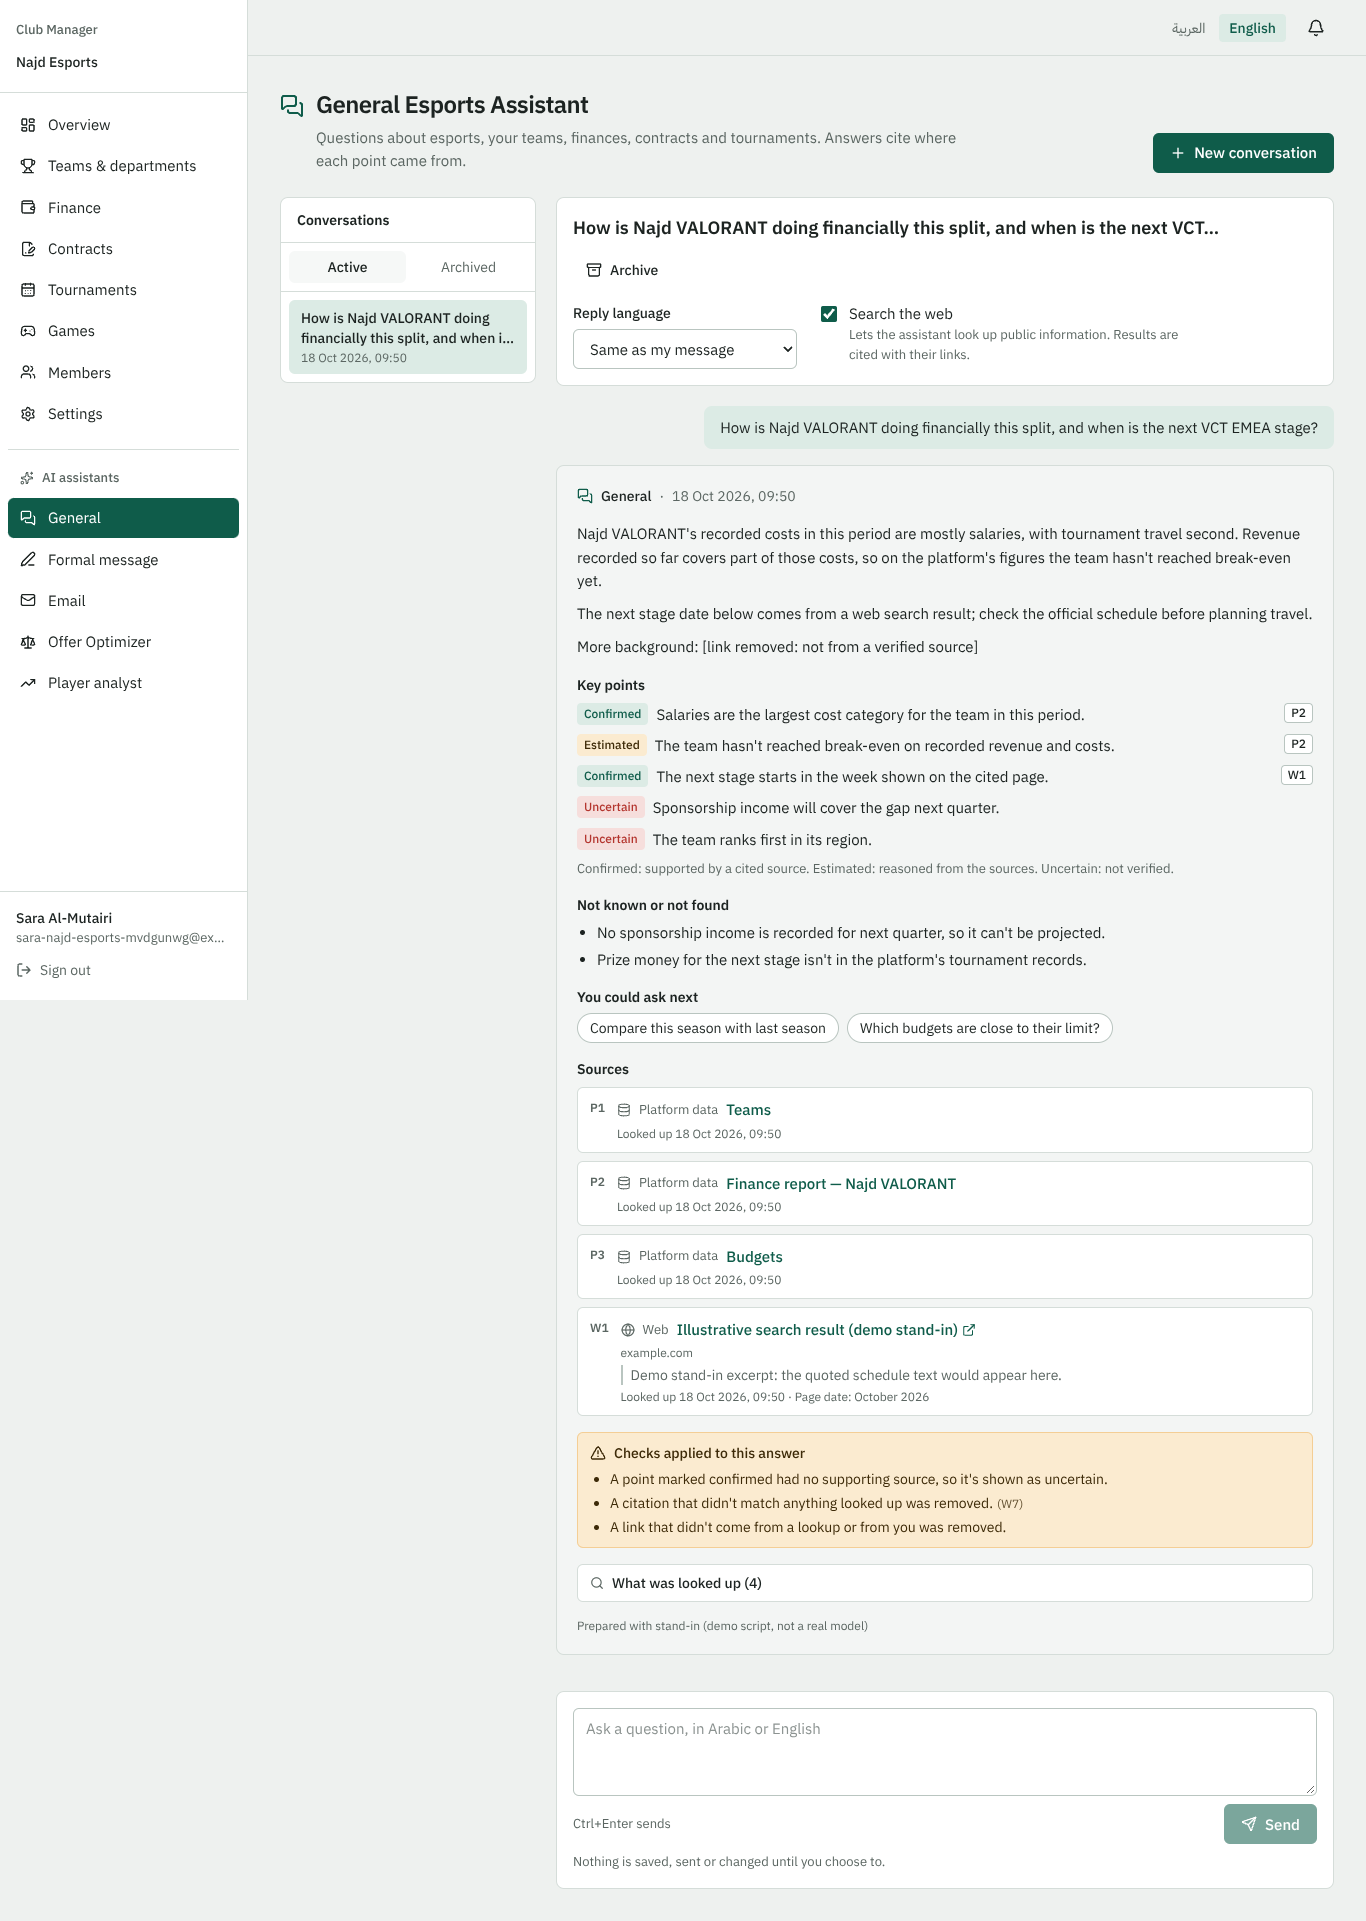 Club Manager
Najd Esports
Overview
Teams & departments
Finance
Contracts
Tournaments
Games
Members
Settings
AI assistants
General
Formal message
Email
Offer Optimizer
Player analyst
Sara Al-Mutairi
sara-najd-esports-mvdgunwg@ex...
Sign out
العربية
English
General Esports Assistant
Questions about esports, your teams, finances, contracts and tournaments. Answers cite where
each point came from.
New conversation
Conversations
Active
Archived
How is Najd VALORANT doing
financially this split, and when i...
18 Oct 2026, 09:50
How is Najd VALORANT doing financially this split, and when is the next VCT...
Archive
Reply language
Same as my message
Search the web
Lets the assistant look up public information. Results are
cited with their links.
How is Najd VALORANT doing financially this split, and when is the next VCT EMEA stage?
General · 18 Oct 2026, 09:50
Najd VALORANT's recorded costs in this period are mostly salaries, with tournament travel second. Revenue
recorded so far covers part of those costs, so on the platform's figures the team hasn't reached break-even
yet.
The next stage date below comes from a web search result; check the official schedule before planning travel.
More background: [link removed: not from a verified source]
Key points
Confirmed Salaries are the largest cost category for the team in this period. P2
Estimated The team hasn't reached break-even on recorded revenue and costs. P2
Confirmed The next stage starts in the week shown on the cited page. W1
Uncertain Sponsorship income will cover the gap next quarter.
Uncertain The team ranks first in its region.
Confirmed: supported by a cited source. Estimated: reasoned from the sources. Uncertain: not verified.
Not known or not found
• No sponsorship income is recorded for next quarter, so it can't be projected.
• Prize money for the next stage isn't in the platform's tournament records.
You could ask next
Compare this season with last season
Which budgets are close to their limit?
Sources
P1 Platform data Teams
Looked up 18 Oct 2026, 09:50
P2 Platform data Finance report — Najd VALORANT
Looked up 18 Oct 2026, 09:50
P3 Platform data Budgets
Looked up 18 Oct 2026, 09:50
W1 Web Illustrative search result (demo stand-in)
example.com
Demo stand-in excerpt: the quoted schedule text would appear here.
Looked up 18 Oct 2026, 09:50 · Page date: October 2026
Checks applied to this answer
• A point marked confirmed had no supporting source, so it's shown as uncertain.
• A citation that didn't match anything looked up was removed. (W7)
• A link that didn't come from a lookup or from you was removed.
What was looked up (4)
Prepared with stand-in (demo script, not a real model)
Ask a question, in Arabic or English
Ctrl+Enter sends
Send
Nothing is saved, sent or changed until you choose to.